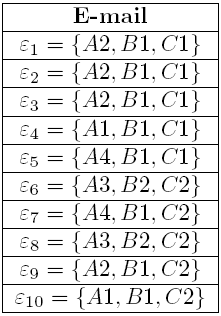 E-mail
ε₁ = {A2, B1, C1}
ε₂ = {A2, B1, C1}
ε₃ = {A2, B1, C1}
ε₄ = {A1, B1, C1}
ε₅ = {A4, B1, C1}
ε₆ = {A3, B2, C2}
ε₇ = {A4, B1, C2}
ε₈ = {A3, B2, C2}
ε₉ = {A2, B1, C2}
ε₁₀ = {A1, B1, C2}